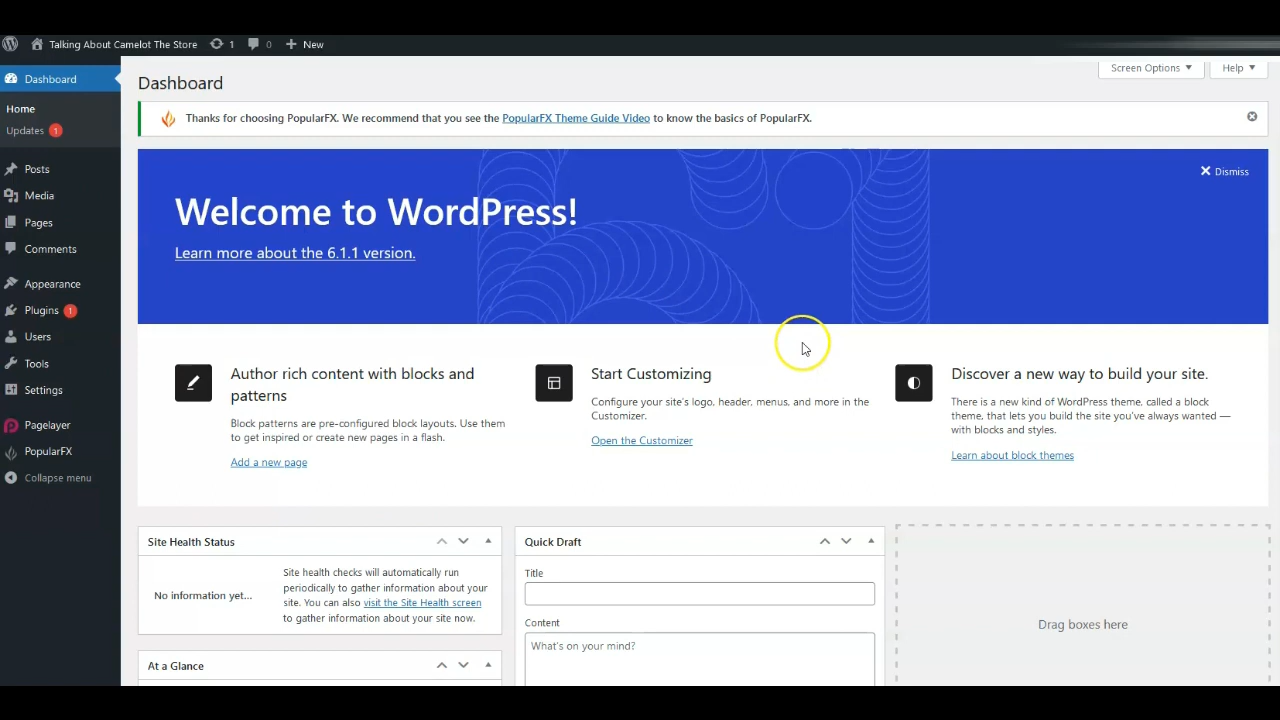 Talking About Camelot The Store 1 0 New
Screen Options Help
Dashboard
Home
Updates 1
Posts
Media
Pages
Comments
Appearance
Plugins 1
Users
Tools
Settings
Pagelayer
PopularFX
Collapse menu
Dashboard
Thanks for choosing PopularFX. We recommend that you see the PopularFX Theme Guide Video to know the basics of PopularFX.
Dismiss
Welcome to WordPress!
Learn more about the 6.1.1 version.
Author rich content with blocks and
patterns
Block patterns are pre-configured block layouts. Use them
to get inspired or create new pages in a flash.
Add a new page
Start Customizing
Configure your site's logo, header, menus, and more in the
Customizer.
Open the Customizer
Discover a new way to build your site.
There is a new kind of WordPress theme, called a block
theme, that lets you build the site you've always wanted —
with blocks and styles.
Learn about block themes
Site Health Status
No information yet...
Site health checks will automatically run
periodically to gather information about your
site. You can also visit the Site Health screen
to gather information about your site now.
At a Glance
Quick Draft
Title
Content
What's on your mind?
Drag boxes here